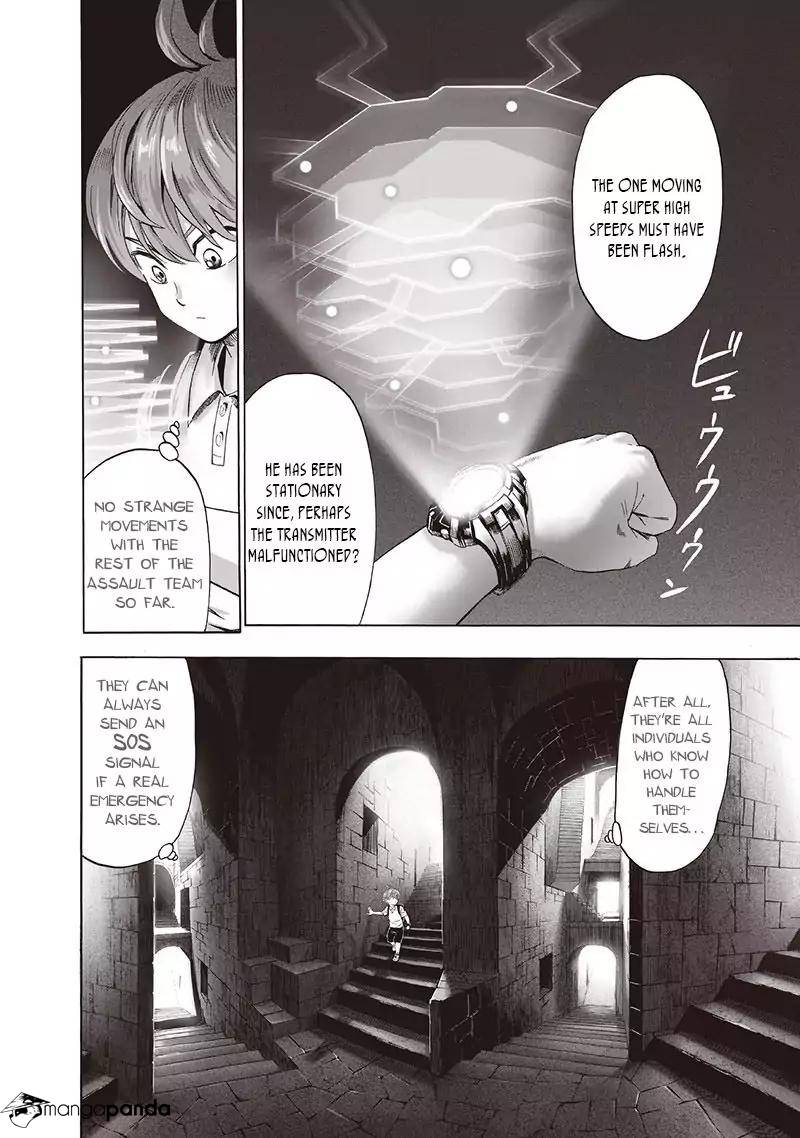 THE ONE MOVING
AT SUPER HIGH
SPEEDS MUST HAVE
BEEN FLASH.
ビュウウウゥン
HE HAS BEEN
STATIONARY
SINCE, PERHAPS
THE TRANSMITTER
MALFUNCTIONED?
NO STRANGE
MOVEMENTS
WITH THE
REST OF THE
ASSAULT TEAM
SO FAR.
AFTER ALL,
THEY'RE ALL
INDIVIDUALS
WHO KNOW
HOW TO
HANDLE
THEM-
SELVES...
THEY CAN
ALWAYS
SEND AN
SOS
SIGNAL
IF A REAL
EMERGENCY
ARISES.
mangapanda